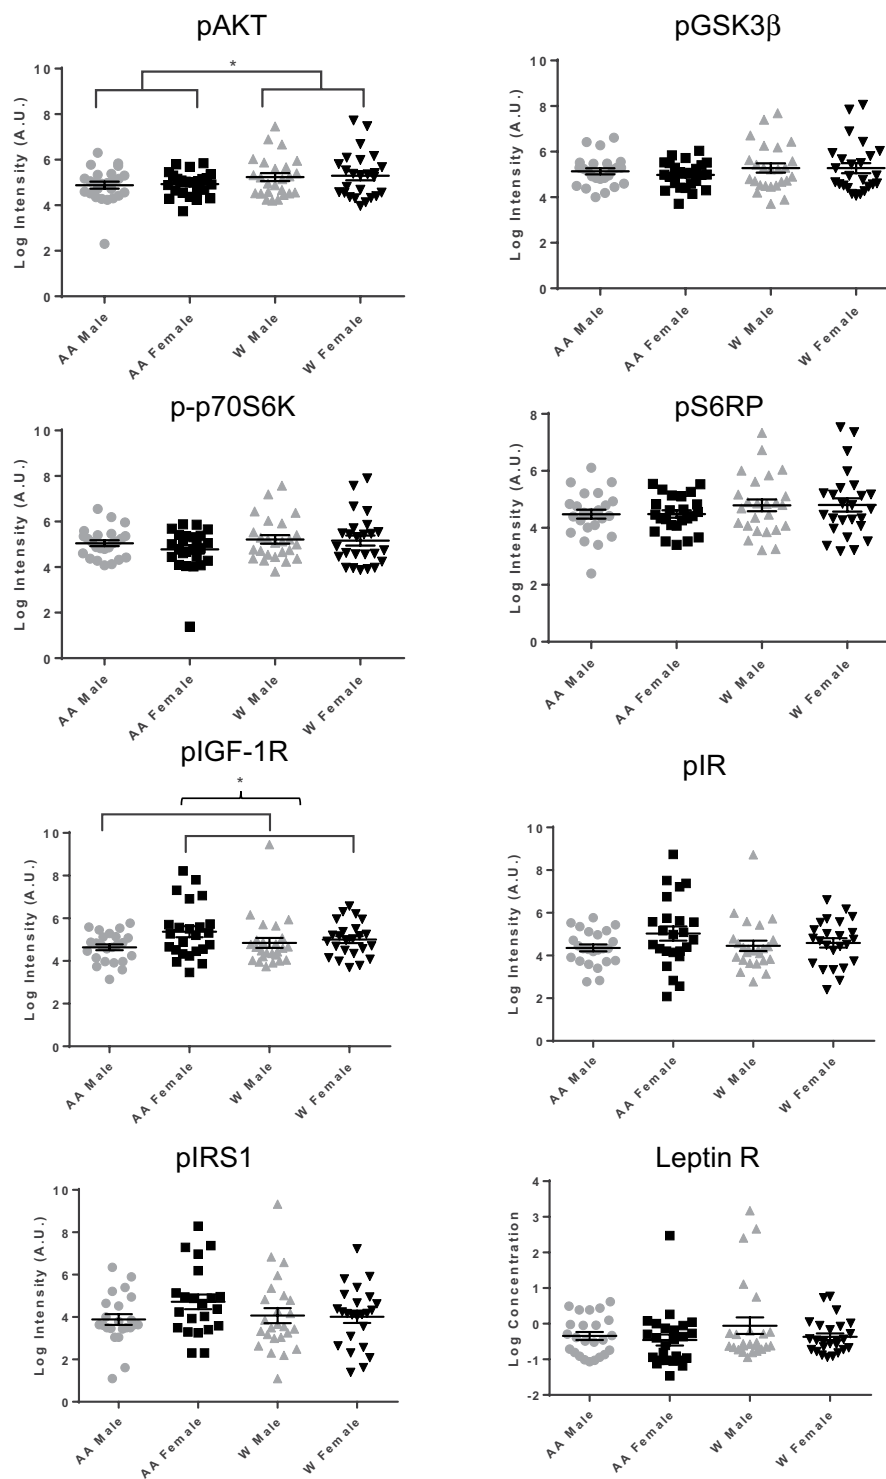 pAKT
*
10
8
6
4
2
0
Log Intensity (A.U.)
AA Male
AA Female
W Male
W Female
pGSK3β
10
8
6
4
2
0
Log Intensity (A.U.)
AA Male
AA Female
W Male
W Female
p-p70S6K
10
8
6
4
2
0
Log Intensity (A.U.)
AA Male
AA Female
W Male
W Female
pS6RP
8
6
4
2
0
Log Intensity (A.U.)
AA Male
AA Female
W Male
W Female
pIGF-1R
*
10
8
6
4
2
0
Log Intensity (A.U.)
AA Male
AA Female
W Male
W Female
pIR
10
8
6
4
2
0
Log Intensity (A.U.)
AA Male
AA Female
W Male
W Female
pIRS1
10
8
6
4
2
0
Log Intensity (A.U.)
AA Male
AA Female
W Male
W Female
Leptin R
4
3
2
1
0
-1
-2
Log Concentration
AA Male
AA Female
W Male
W Female